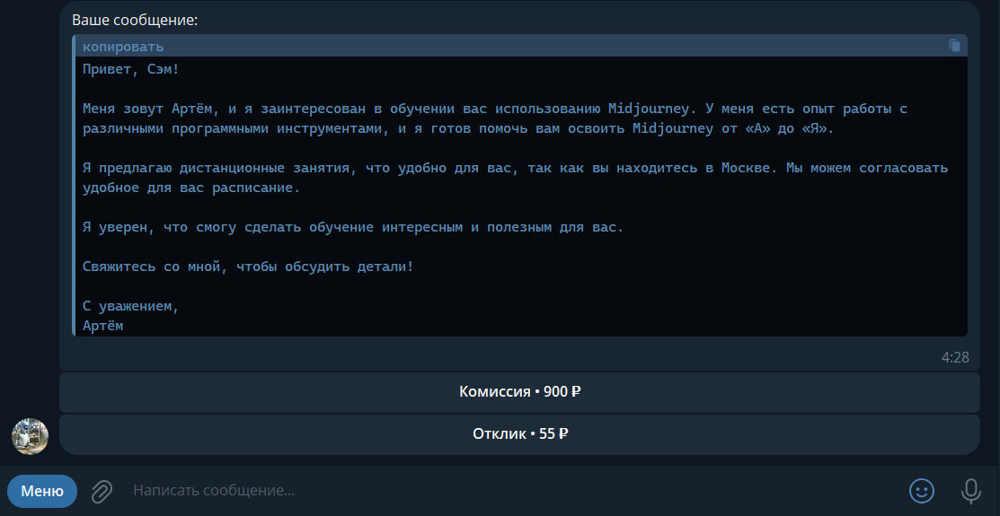 Ваше сообщение:
копировать
Привет, Сэм!
Меня зовут Артём, и я заинтересован в обучении вас использованию Midjourney. У меня есть опыт работы с
различными программными инструментами, и я готов помочь вам освоить Midjourney от «А» до «Я».
Я предлагаю дистанционные занятия, что удобно для вас, так как вы находитесь в Москве. Мы можем согласовать
удобное для вас расписание.
Я уверен, что смогу сделать обучение интересным и полезным для вас.
Свяжитесь со мной, чтобы обсудить детали!
С уважением,
Артём
4:28
Комиссия • 900 ₽
Отклик • 55 ₽
Меню
Написать сообщение...